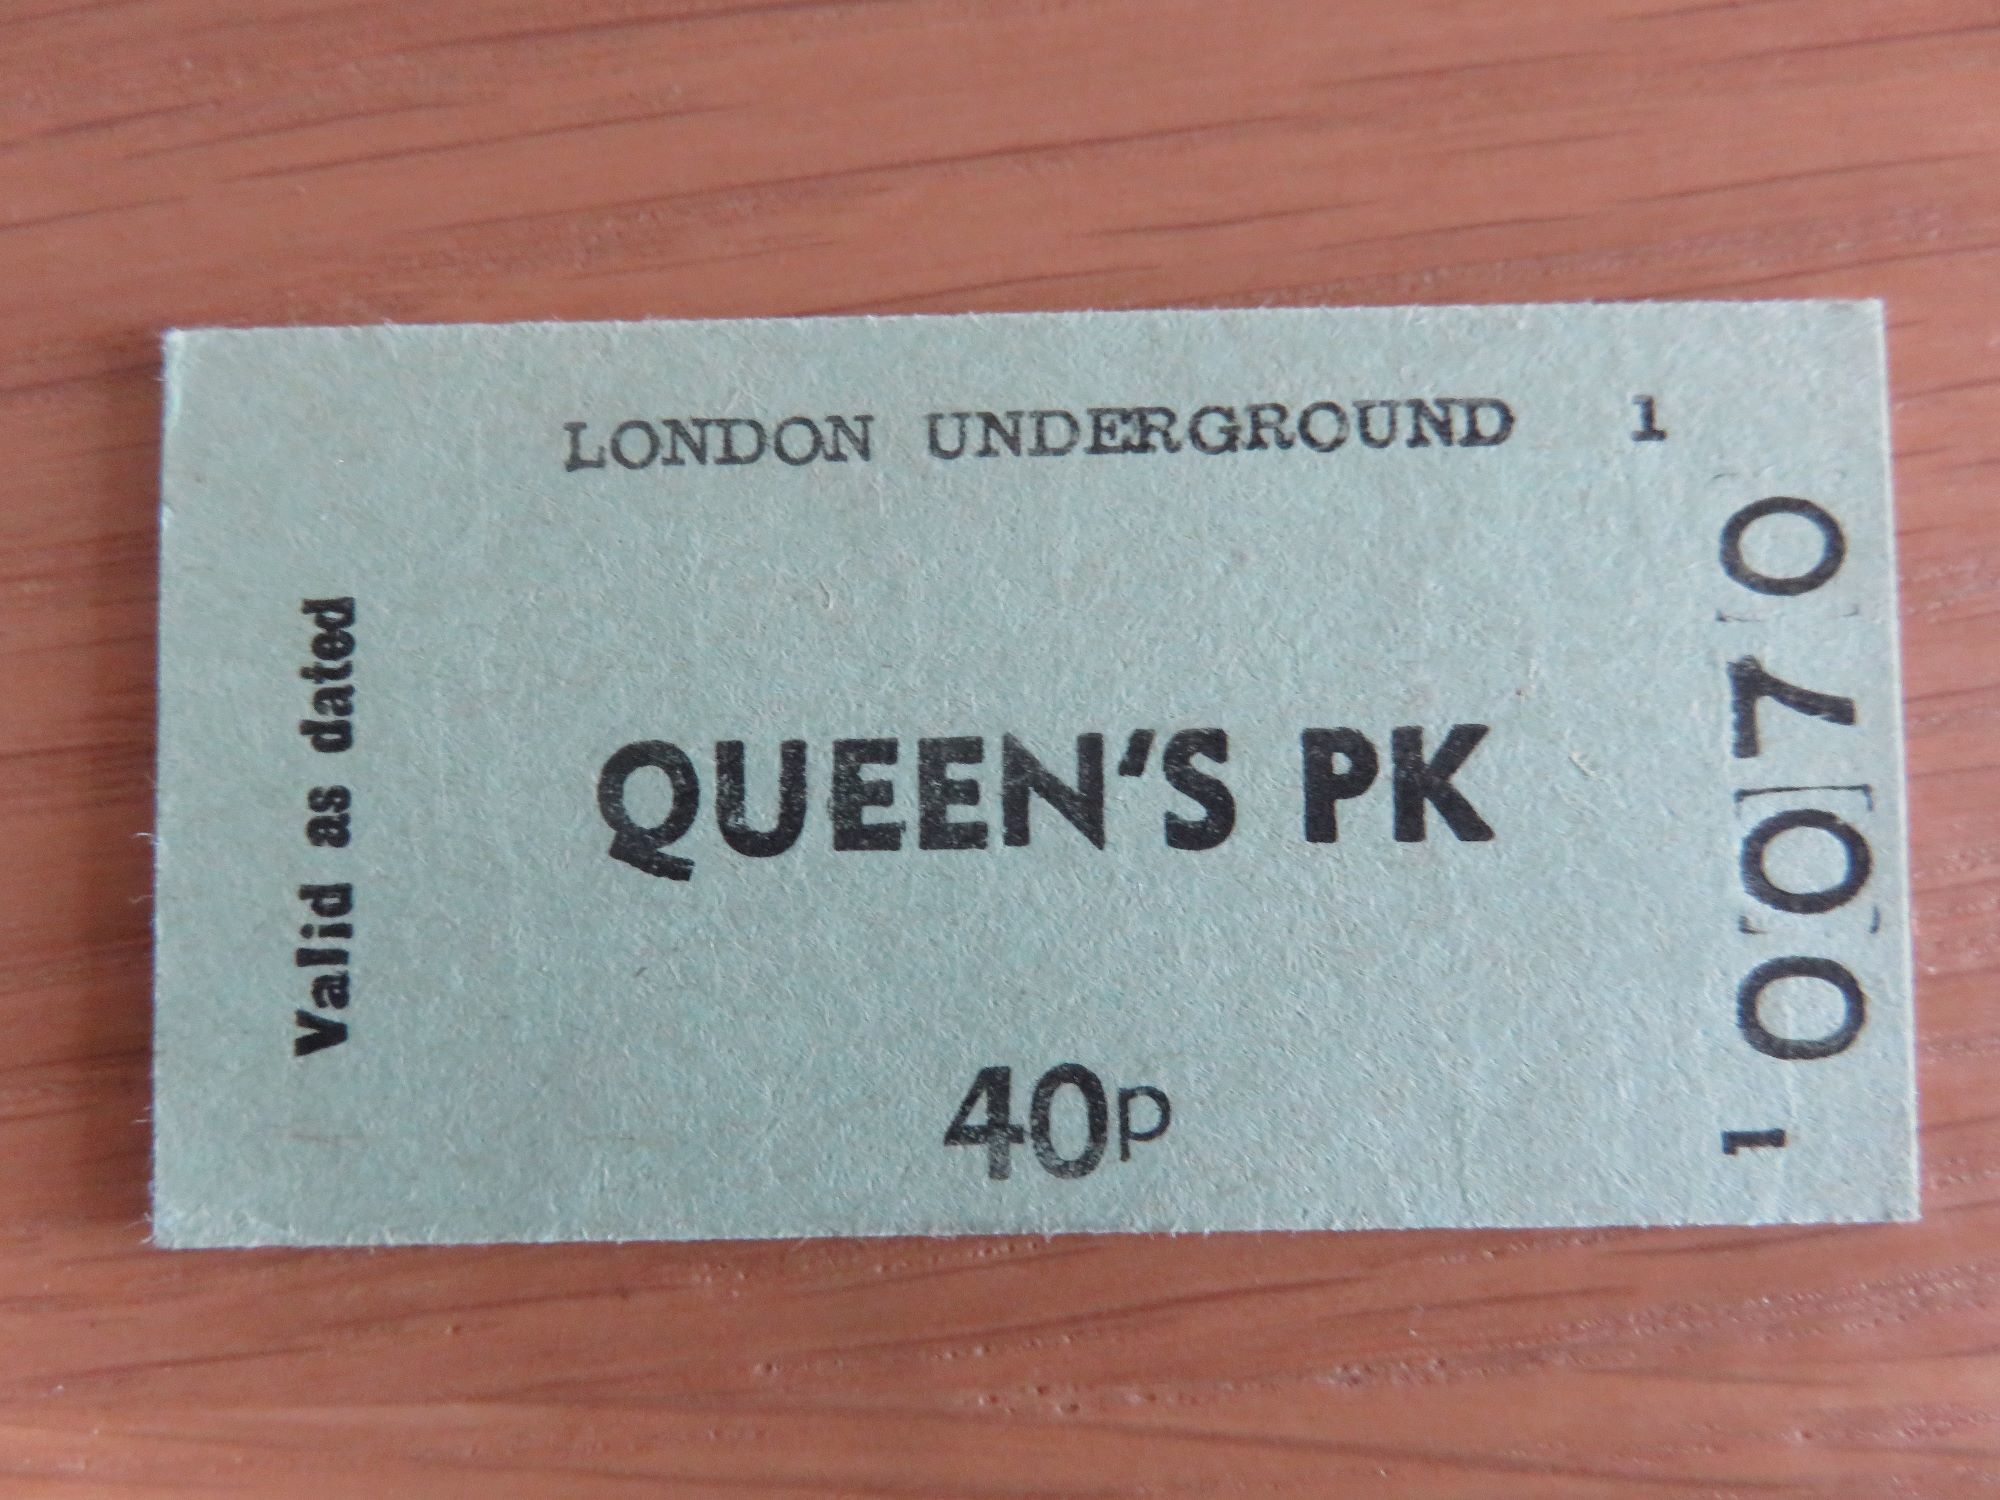 LONDON UNDERGROUND 1
Valid as dated
QUEEN'S PK
40p
1 0070